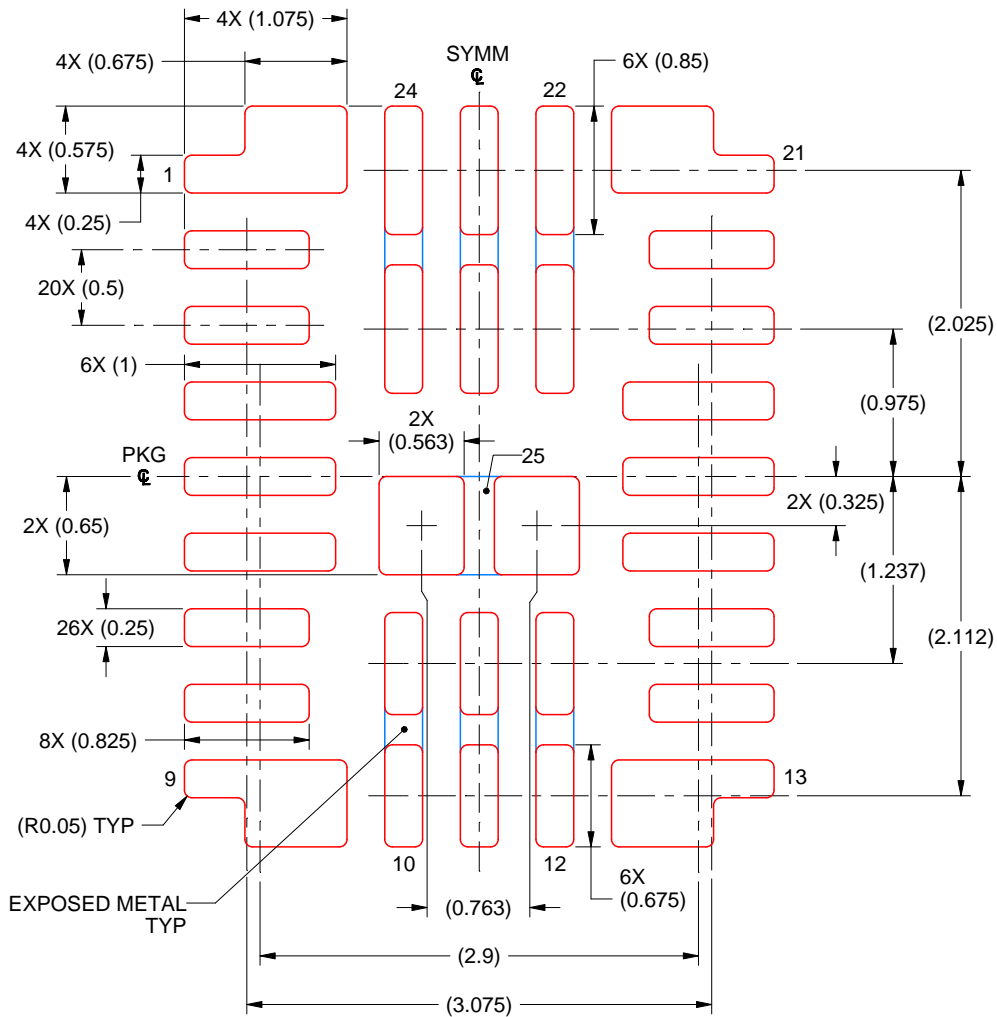 4X (1.075)
SYMM
℄
4X (0.675)
6X (0.85)
24
22
4X (0.575)
1
21
4X (0.25)
20X (0.5)
(2.025)
6X (1)
(0.975)
2X
(0.563)
PKG
℄
25
2X (0.325)
2X (0.65)
(1.237)
26X (0.25)
(2.112)
8X (0.825)
9
13
(R0.05) TYP
10
12
6X
(0.675)
EXPOSED METAL
TYP
(0.763)
(2.9)
(3.075)